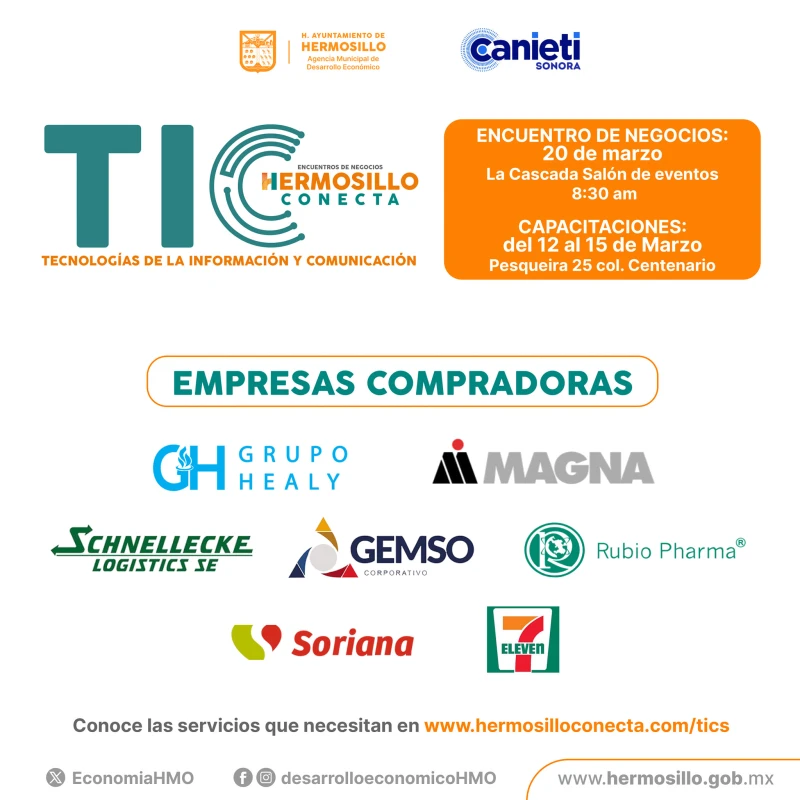 H. AYUNTAMIENTO DE
HERMOSILLO
Agencia Municipal de
Desarrollo Económico
canieti
SONORA
TIC
ENCUENTROS DE NEGOCIOS
HERMOSILLO
CONECTA
TECNOLOGÍAS DE LA INFORMACIÓN Y COMUNICACIÓN
ENCUENTRO DE NEGOCIOS:
20 de marzo
La Cascada Salón de eventos
8:30 am
CAPACITACIONES:
del 12 al 15 de Marzo
Pesqueira 25 col. Centenario
EMPRESAS COMPRADORAS
GH GRUPO
HEALY
MAGNA
SCHNELLECKE
LOGISTICS SE
GEMSO
CORPORATIVO
Rubio Pharma®
Soriana
7
ELEVEN
Conoce las servicios que necesitan en www.hermosilloconecta.com/tics
EconomiaHMO
desarrolloeconomicoHMO
www.hermosillo.gob.mx